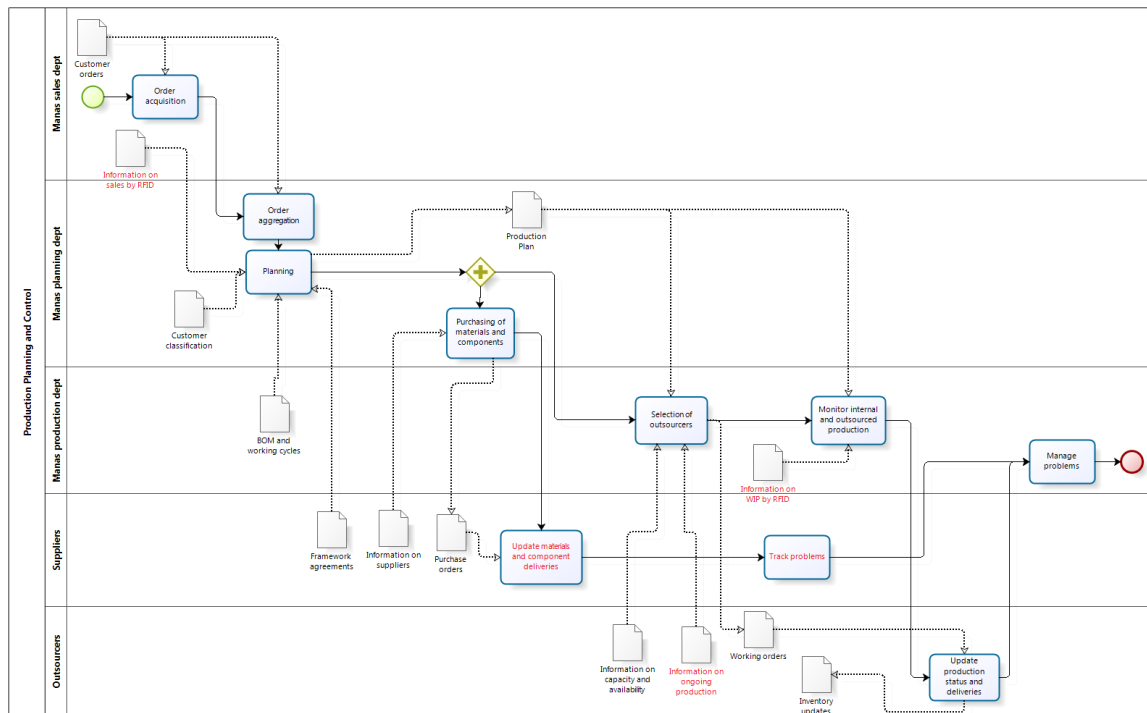 Production Planning and Control
Manas sales dept
Customer
orders
Order
acquisition
Information on
sales by RFID
Manas planning dept
Order
aggregation
Production
Plan
Planning
Customer
classification
Purchasing of
materials and
components
Manas production dept
BOM and
working cycles
Selection of
outsourcers
Monitor internal
and outsourced
production
Information on
WIP by RFID
Manage
problems
Suppliers
Framework
agreements
Information on
suppliers
Purchase
orders
Update materials
and component
deliveries
Track problems
Outsourcers
Information on
capacity and
availability
Information on
ongoing
production
Working orders
Inventory
updates
Update
production
status and
deliveries